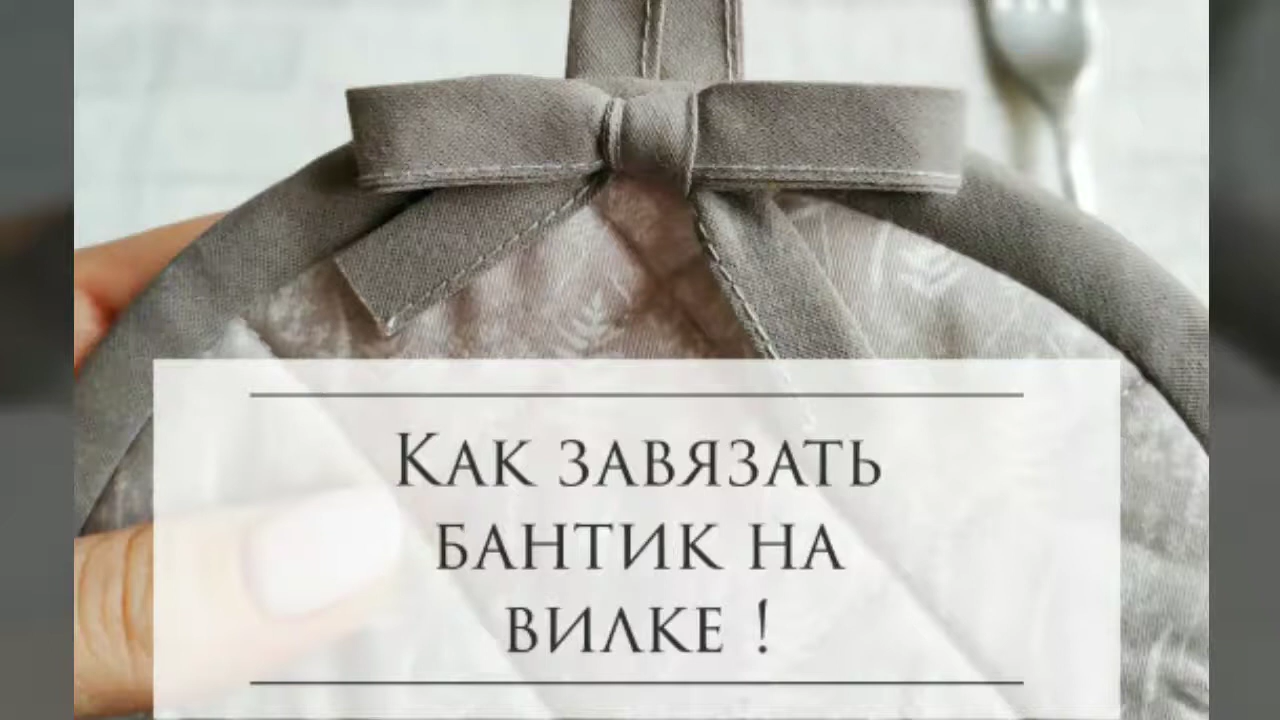 Как завязать
бантик на
вилке !